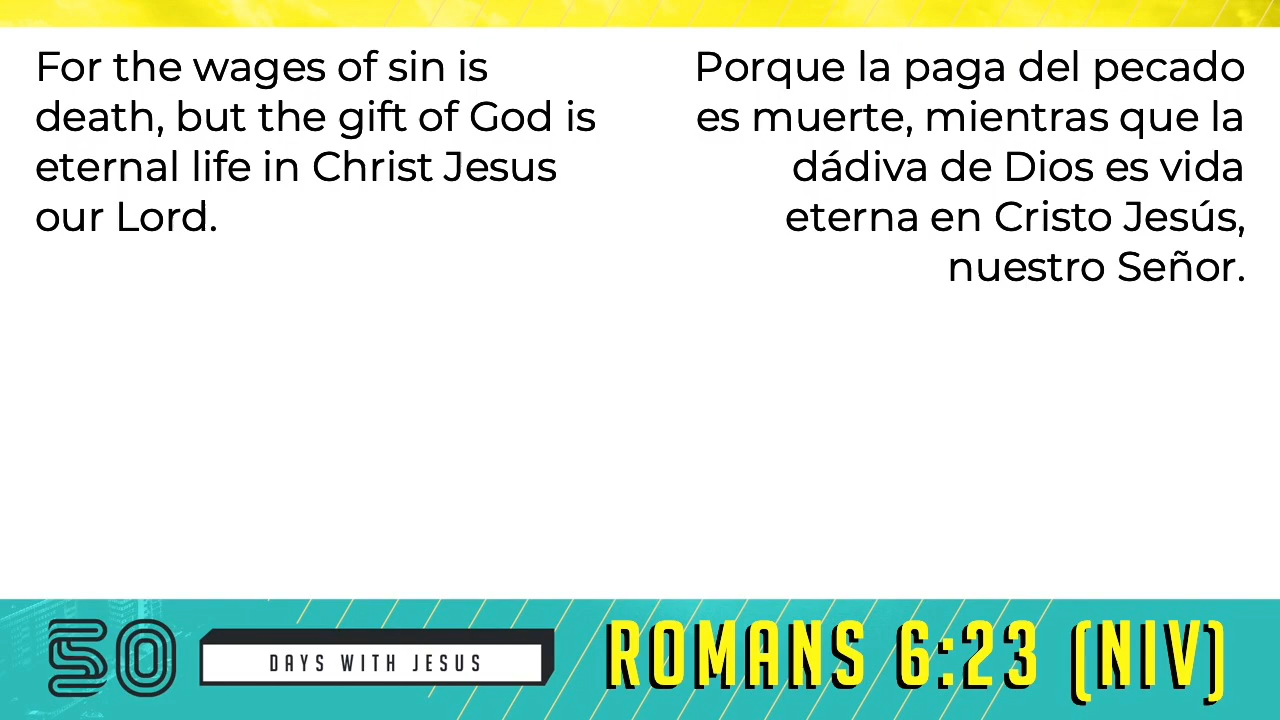 For the wages of sin is
death, but the gift of God is
eternal life in Christ Jesus
our Lord.
Porque la paga del pecado
es muerte, mientras que la
dádiva de Dios es vida
eterna en Cristo Jesús,
nuestro Señor.
50
DAYS WITH JESUS
ROMANS 6:23 (NIV)